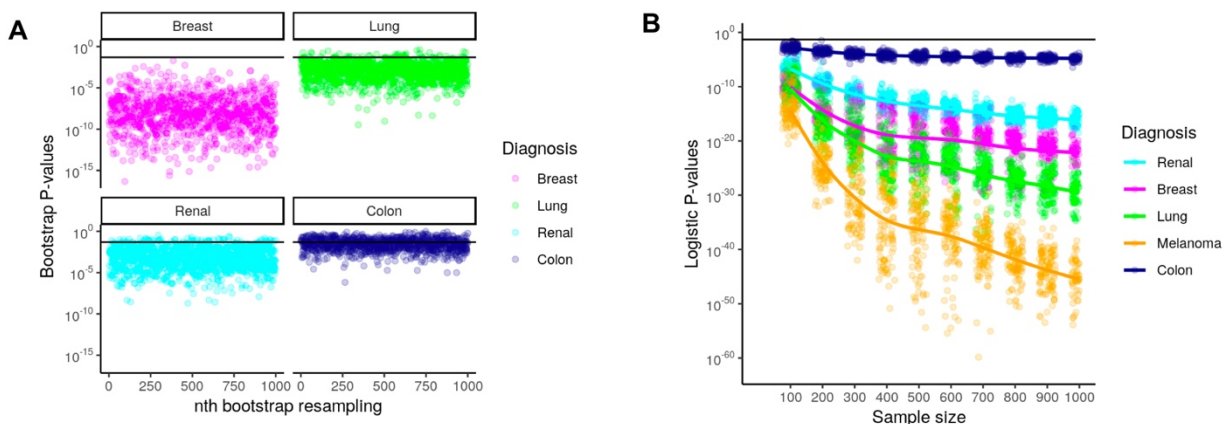 A
Breast
Lung
10^0
10^-5
10^-10
10^-15
Renal
Colon
10^0
10^-5
10^-10
10^-15
Bootstrap P-values
0 250 500 750 1000 0 250 500 750 1000
nth bootstrap resampling
Diagnosis
Breast
Lung
Renal
Colon
B
10^0
10^-10
10^-20
10^-30
10^-40
10^-50
10^-60
Logistic P-values
100 200 300 400 500 600 700 800 900 1000
Sample size
Diagnosis
Renal
Breast
Lung
Melanoma
Colon